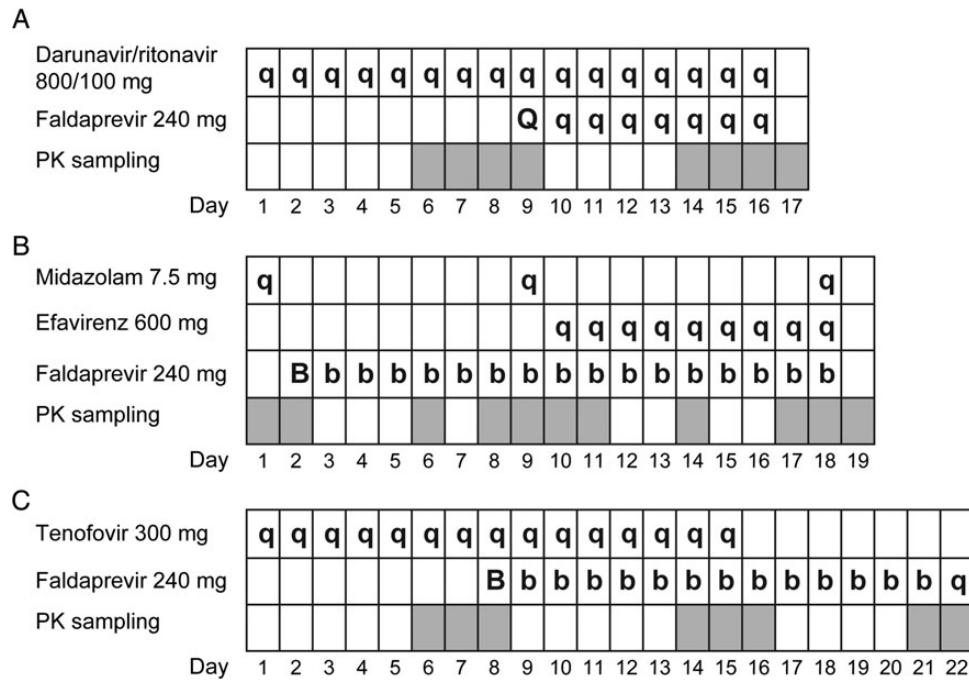 A
Darunavir/ritonavir
800/100 mg
q q q q q q q q q q q q q q q q
Faldaprevir 240 mg
Q q q q q q q q
PK sampling
Day 1 2 3 4 5 6 7 8 9 10 11 12 13 14 15 16 17
B
Midazolam 7.5 mg
q q q
Efavirenz 600 mg
q q q q q q q q q
Faldaprevir 240 mg
B b b b b b b b b b b b b b b b b
PK sampling
Day 1 2 3 4 5 6 7 8 9 10 11 12 13 14 15 16 17 18 19
C
Tenofovir 300 mg
q q q q q q q q q q q q q q q
Faldaprevir 240 mg
B b b b b b b b b b b b b b q
PK sampling
Day 1 2 3 4 5 6 7 8 9 10 11 12 13 14 15 16 17 18 19 20 21 22